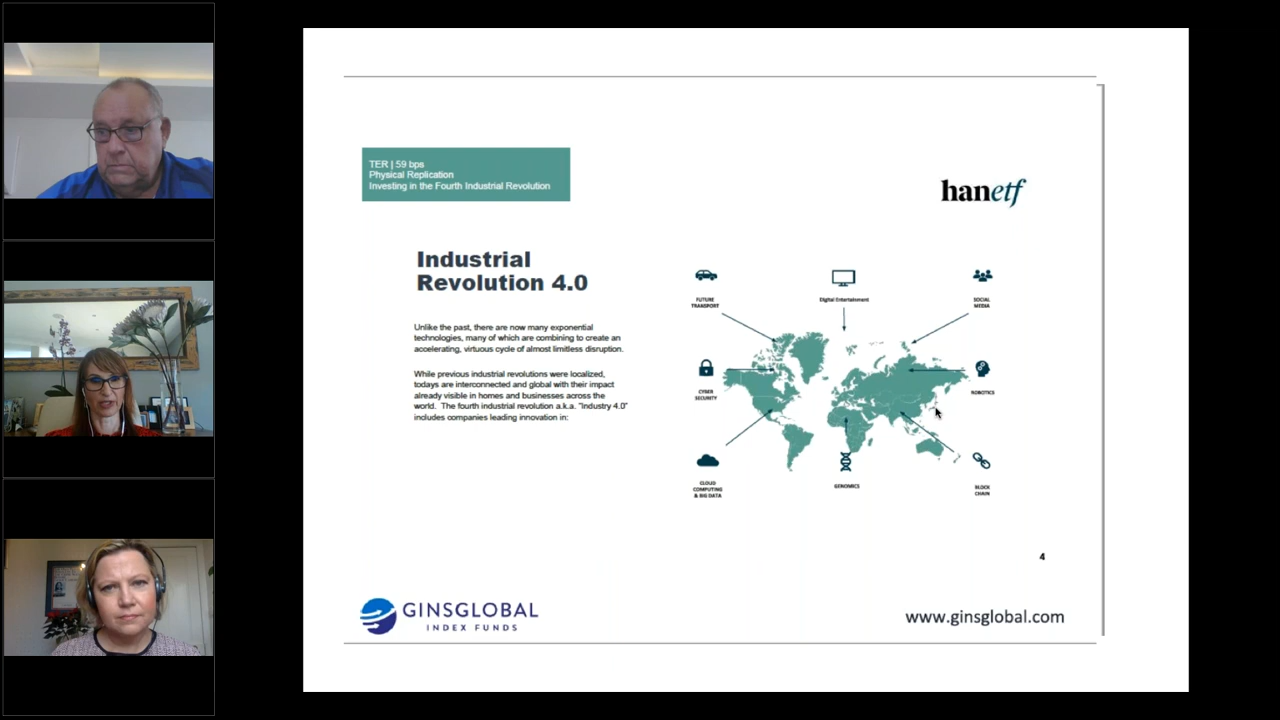 TER | 59 bps
Physical Replication
Investing in the Fourth Industrial Revolution
hanetf
Industrial
Revolution 4.0
Unlike the past, there are now many exponential
technologies, many of which are combining to create an
accelerating, virtuous cycle of almost limitless disruption.
While previous industrial revolutions were localized,
todays are interconnected and global with their impact
already visible in homes and businesses across the
world. The fourth industrial revolution a.k.a. "Industry 4.0"
includes companies leading innovation in:
FUTURE
TRANSPORT
Digital Entertainment
SOCIAL
MEDIA
CYBER
SECURITY
ROBOTICS
CLOUD
COMPUTING
& BIG DATA
GENOMICS
BLOCK
CHAIN
4
GINSGLOBAL
INDEX FUNDS
www.ginsglobal.com